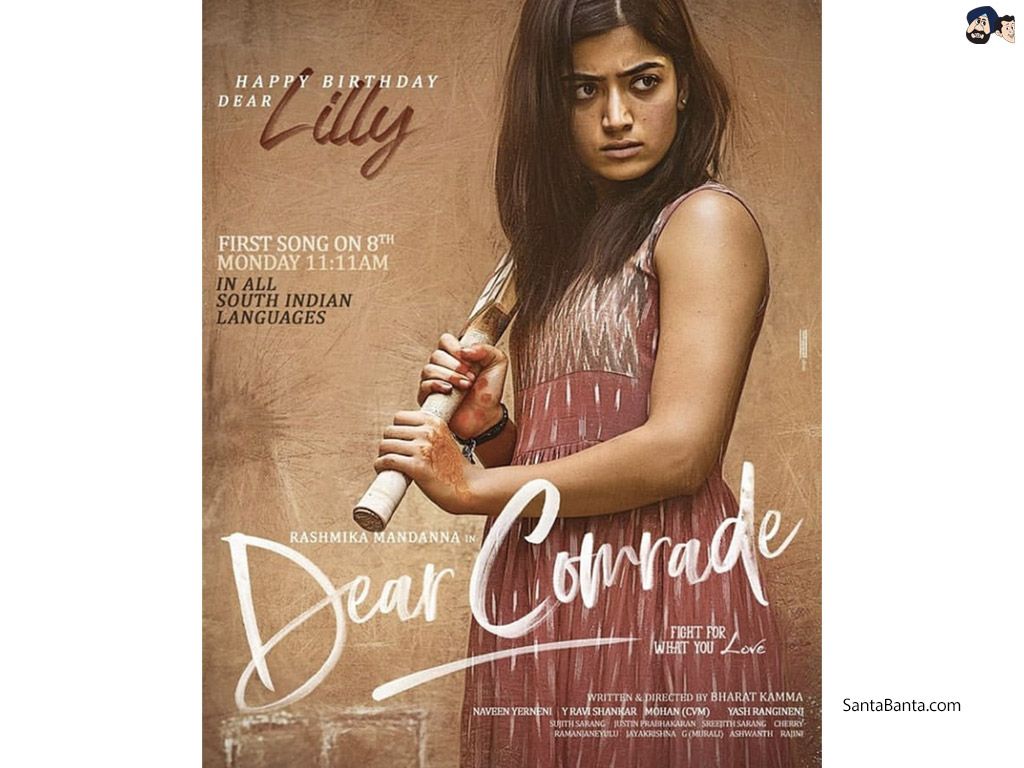 HAPPY BIRTHDAY
DEAR Lilly
FIRST SONG ON 8TH
MONDAY 11:11AM
IN ALL
SOUTH INDIAN
LANGUAGES
RASHMIKA MANDANNA IN
Dear Comrade
FIGHT FOR
WHAT YOU Love
WRITTEN & DIRECTED BY BHARAT KAMMA
NAVEEN YERNENI Y RAVI SHANKAR MOHAN (CVM) YASH RANGINENI
SUJITH SARANG JUSTIN PRABHAKARAN SREEJITH SARANG CHERRY
RAMANJANEYULU JAYAKRISHNA G (MURALI) ASHWANTH RAJINI
SantaBanta.com